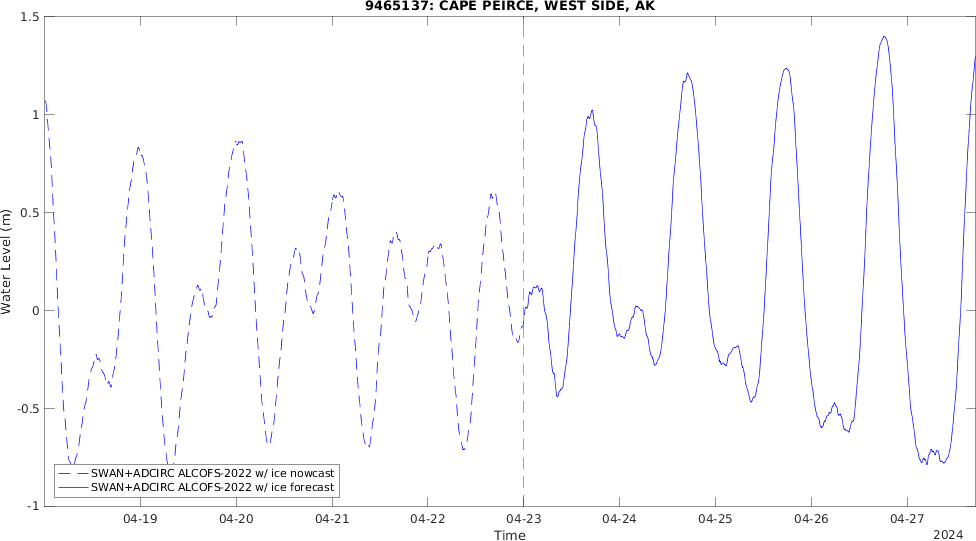 9465137: CAPE PEIRCE, WEST SIDE, AK
1.5
1
0.5
0
-0.5
-1
Water Level (m)
SWAN+ADCIRC ALCOFS-2022 w/ ice nowcast
SWAN+ADCIRC ALCOFS-2022 w/ ice forecast
04-19 04-20 04-21 04-22 04-23 04-24 04-25 04-26 04-27
Time
2024